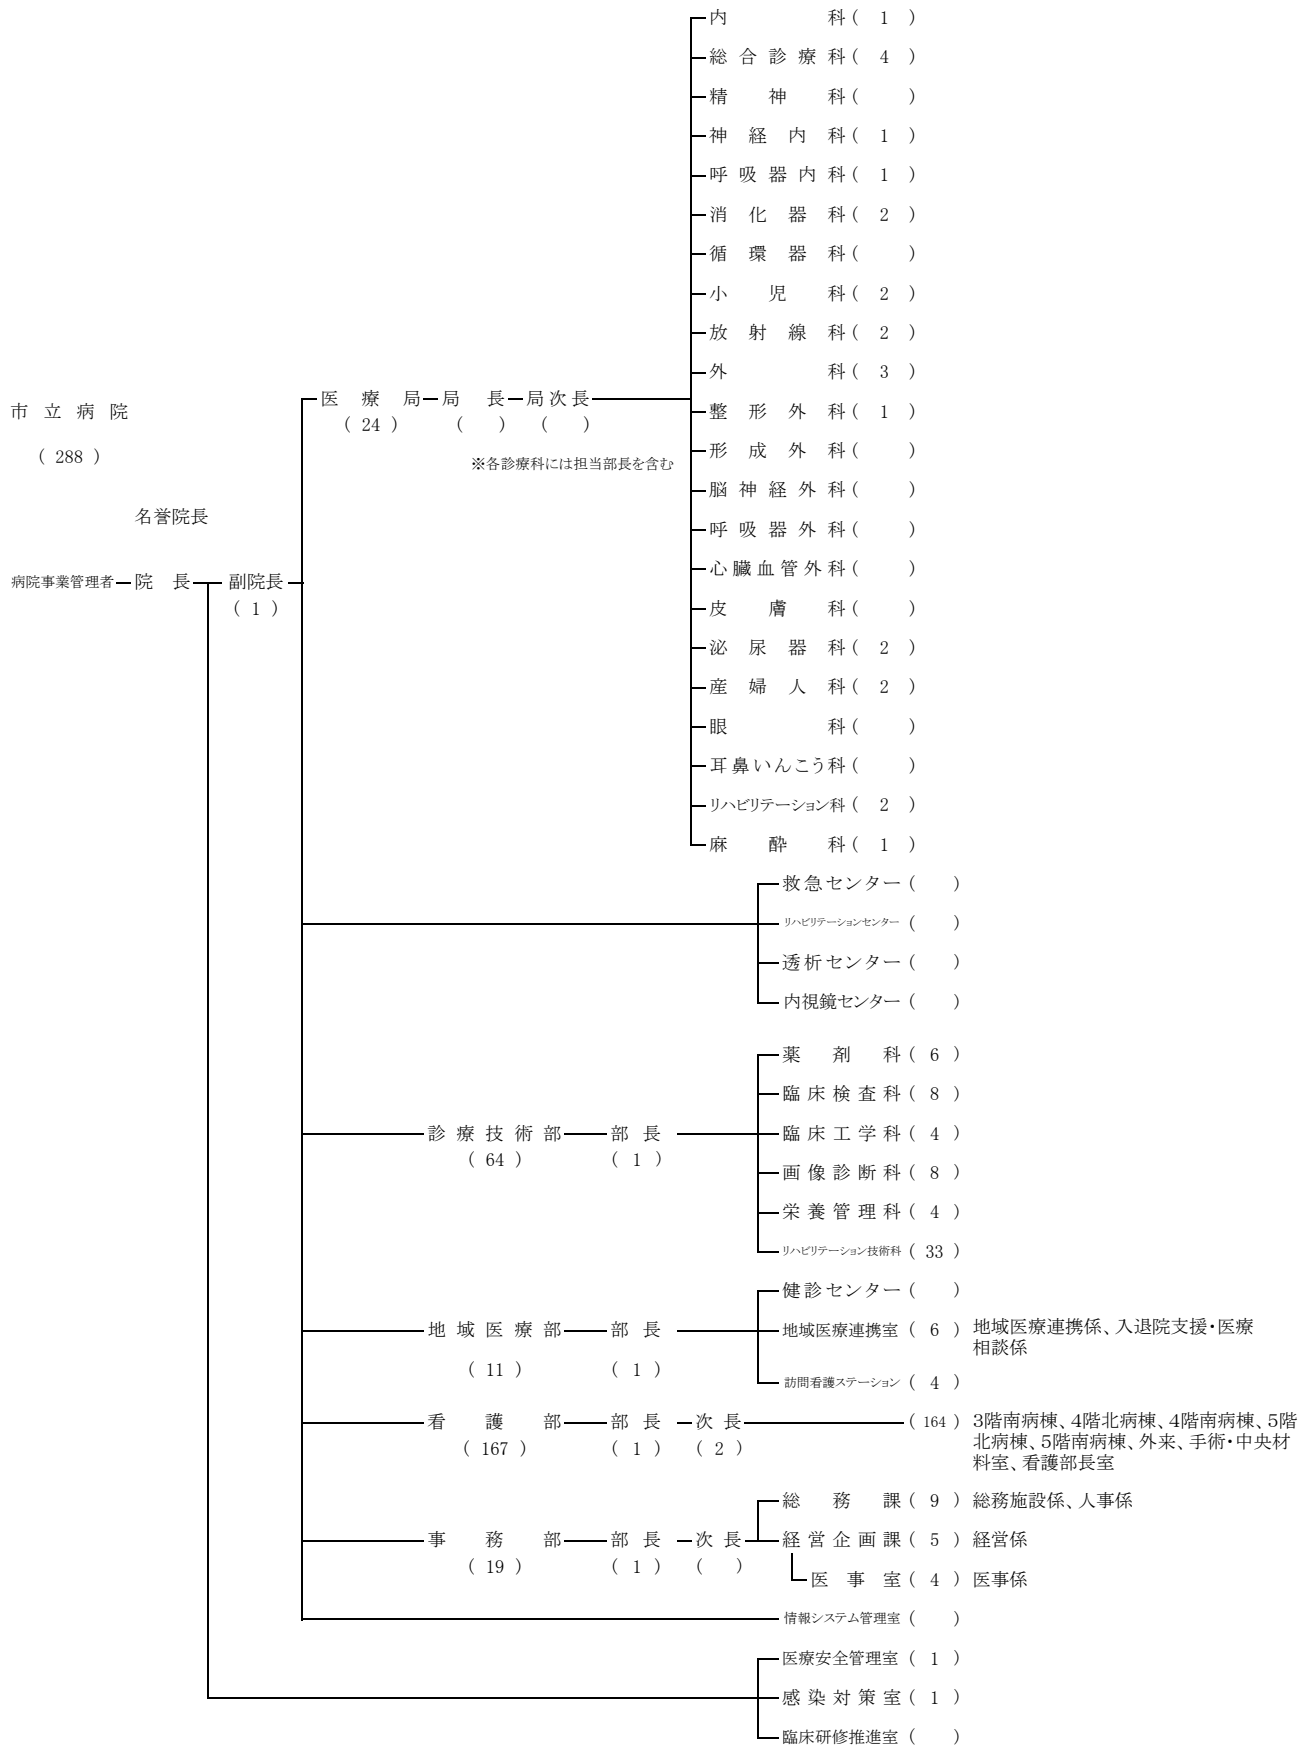 内科( 1 )
総合診療科( 4 )
精神科( )
神経内科( 1 )
呼吸器内科( 1 )
消化器科( 2 )
循環器科( )
小児科( 2 )
放射線科( 2 )
外科( 3 )
整形外科( 1 )
形成外科( )
脳神経外科( )
呼吸器外科( )
心臓血管外科( )
皮膚科( )
泌尿器科( 2 )
産婦人科( 2 )
眼科( )
耳鼻いんこう科( )
リハビリテーション科( 2 )
麻酔科( 1 )
医療局 局長 局次長
( 24 ) ( ) ( )
※各診療科には担当部長を含む
市立病院
( 288 )
名誉院長
病院事業管理者 院長 副院長
( 1 )
救急センター( )
リハビリテーションセンター( )
透析センター( )
内視鏡センター( )
薬剤科( 6 )
臨床検査科( 8 )
診療技術部 部長 臨床工学科( 4 )
( 64 ) ( 1 )
画像診断科( 8 )
栄養管理科( 4 )
リハビリテーション技術科( 33 )
健診センター( )
地域医療部 部長 地域医療連携室( 6 ) 地域医療連携係、入退院支援・医療
相談係
( 11 ) ( 1 )
訪問看護ステーション( 4 )
看護部 部長 次長 ( 164 ) 3階南病棟、4階北病棟、4階南病棟、5階
北病棟、5階南病棟、外来、手術・中央材
料室、看護部長室
( 167 ) ( 1 ) ( 2 )
総務課( 9 ) 総務施設係、人事係
事務部 部長 次長 経営企画課( 5 ) 経営係
( 19 ) ( 1 ) ( )
医事室( 4 ) 医事係
情報システム管理室( )
医療安全管理室( 1 )
感染対策室( 1 )
臨床研修推進室( )